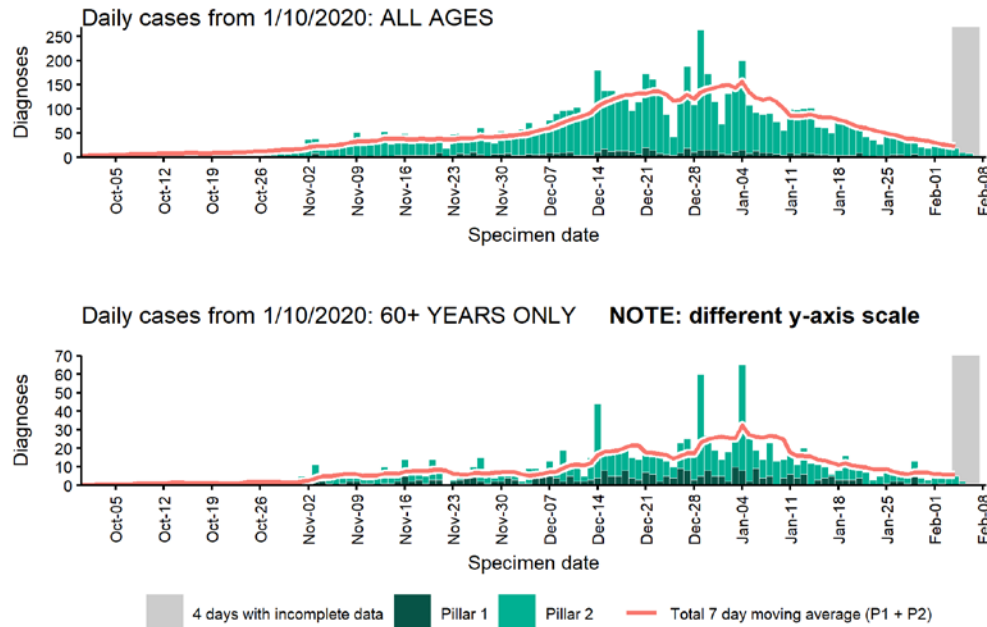 Daily cases from 1/10/2020: ALL AGES
250
200
150
100
50
0
Diagnoses
Oct-05
Oct-12
Oct-19
Oct-26
Nov-02
Nov-09
Nov-16
Nov-23
Nov-30
Dec-07
Dec-14
Dec-21
Dec-28
Jan-04
Jan-11
Jan-18
Jan-25
Feb-01
Feb-08
Specimen date
Daily cases from 1/10/2020: 60+ YEARS ONLY NOTE: different y-axis scale
70
60
50
40
30
20
10
0
Diagnoses
Oct-05
Oct-12
Oct-19
Oct-26
Nov-02
Nov-09
Nov-16
Nov-23
Nov-30
Dec-07
Dec-14
Dec-21
Dec-28
Jan-04
Jan-11
Jan-18
Jan-25
Feb-01
Feb-08
Specimen date
4 days with incomplete data Pillar 1 Pillar 2 Total 7 day moving average (P1 + P2)